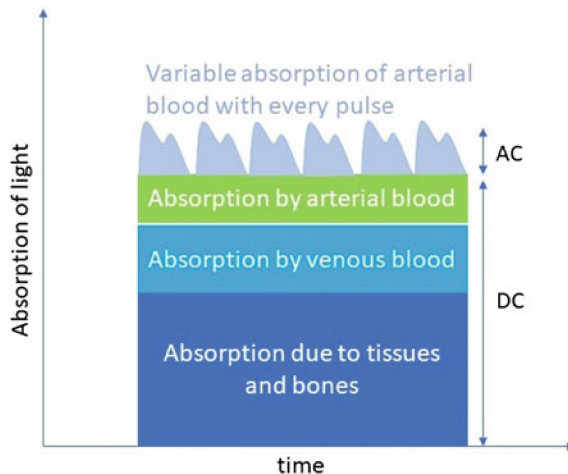 Variable absorption of arterial
blood with every pulse
AC
Absorption by arterial blood
Absorption by venous blood
DC
Absorption due to tissues
and bones
Absorption of light
time